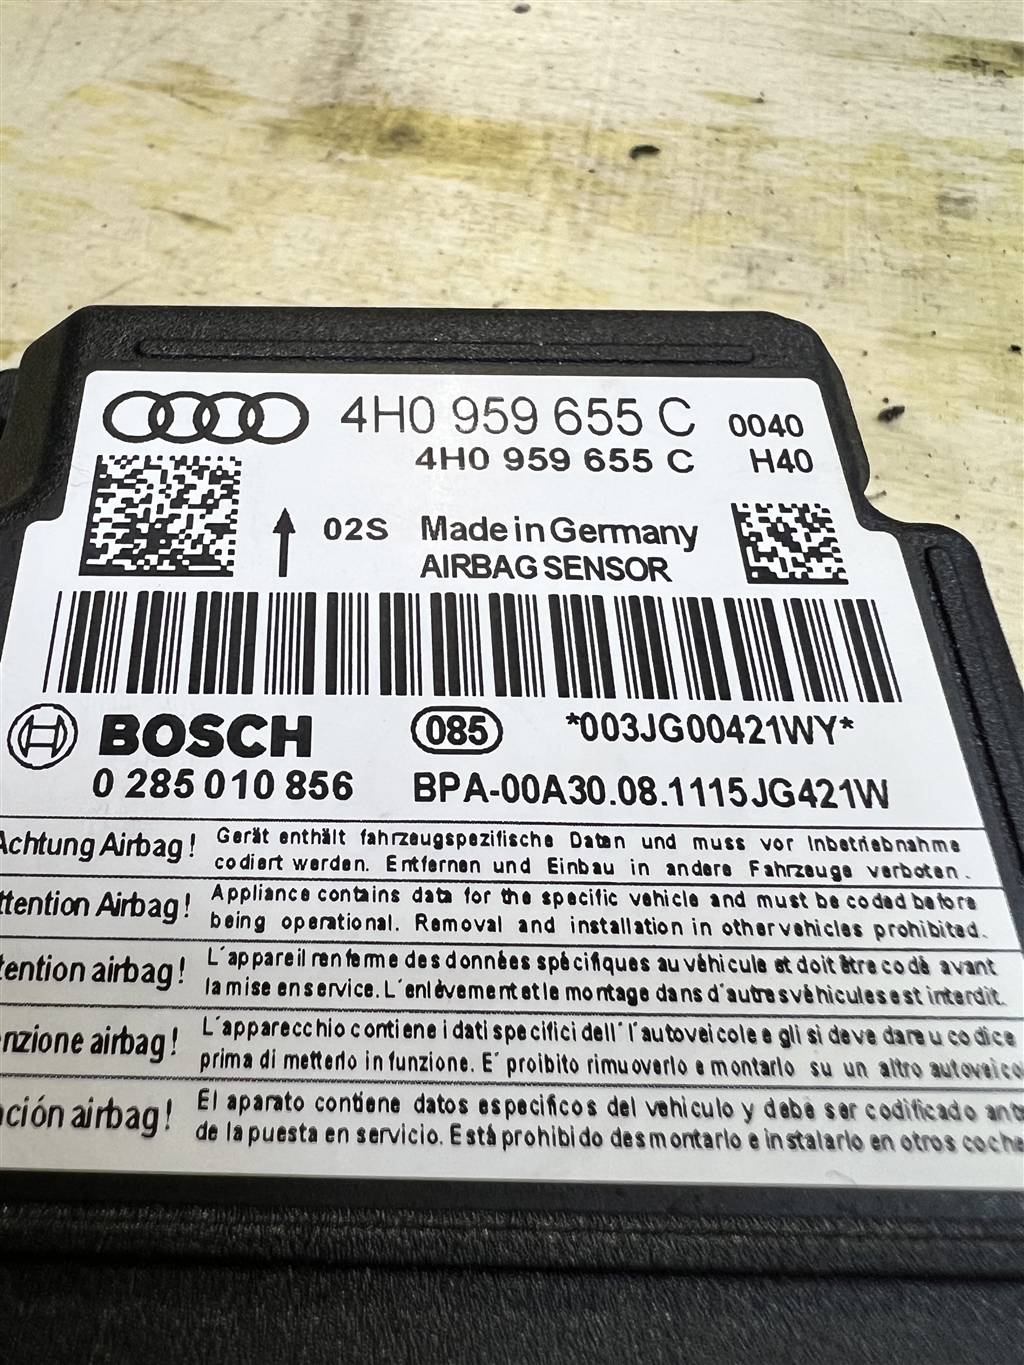 4H0 959 655 C 0040
4H0 959 655 C H40
02S Made in Germany
AIRBAG SENSOR
BOSCH 085 *003JG00421WY*
0 285 010 856 BPA-00A30.08.1115JG421W
Achtung Airbag! Gerät enthält fahrzeugspezifische Daten und muss vor Inbetriebnahme
codiert werden. Entfernen und Einbau in andere Fahrzeuge verboten.
ttention Airbag! Appliance contains data for the specific vehicle and must be coded before
being operational. Removal and installation in other vehicles prohibited.
tention airbag! L'appareil renferme des données spécifiques au véhicule et doit être codé avant
la mise en service. L'enlèvement et le montage dans d'autres véhicules est interdit.
nzione airbag! L'apparecchio contiene i dati specifici dell' l'autoveicolo e gli si deve dare u codice
prima di metterlo in funzione. E' proibito rimuoverlo e montarlo su un altro autoveico
ción airbag! El aparato contiene datos especificos del vehiculo y debe ser codificado ant
de la puesta en servicio. Está prohibido desmontarlo e instalarlo en otros coche